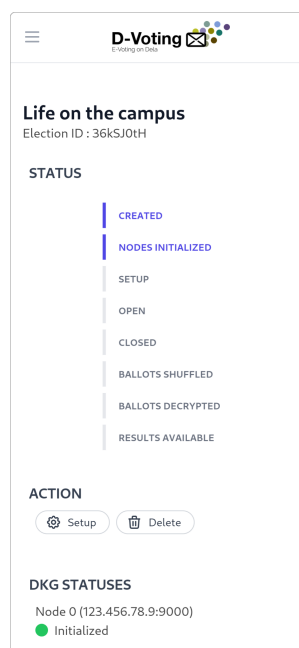 D-Voting
E-Voting on Dela
Life on the campus
Election ID : 36kSJ0tH
STATUS
CREATED
NODES INITIALIZED
SETUP
OPEN
CLOSED
BALLOTS SHUFFLED
BALLOTS DECRYPTED
RESULTS AVAILABLE
ACTION
Setup Delete
DKG STATUSES
Node 0 (123.456.78.9:9000)
Initialized